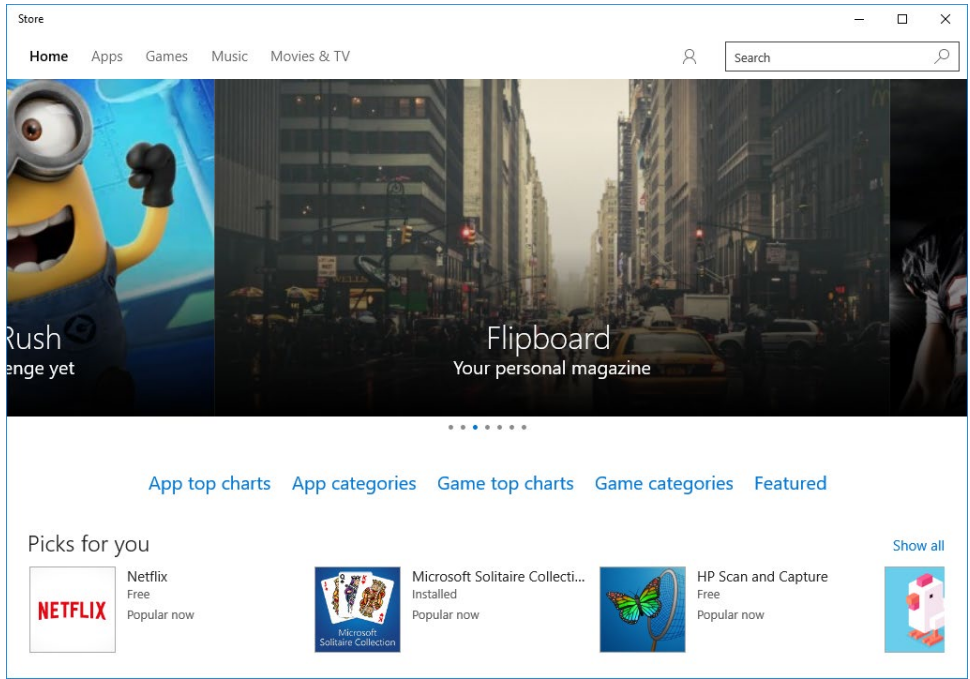 Store
Home Apps Games Music Movies & TV Search
Rush
enge yet
Flipboard
Your personal magazine
App top charts App categories Game top charts Game categories Featured
Picks for you Show all
NETFLIX
Netflix
Free
Popular now
Microsoft
Solitaire Collection
Microsoft Solitaire Collecti...
Installed
Popular now
HP Scan and Capture
Free
Popular now